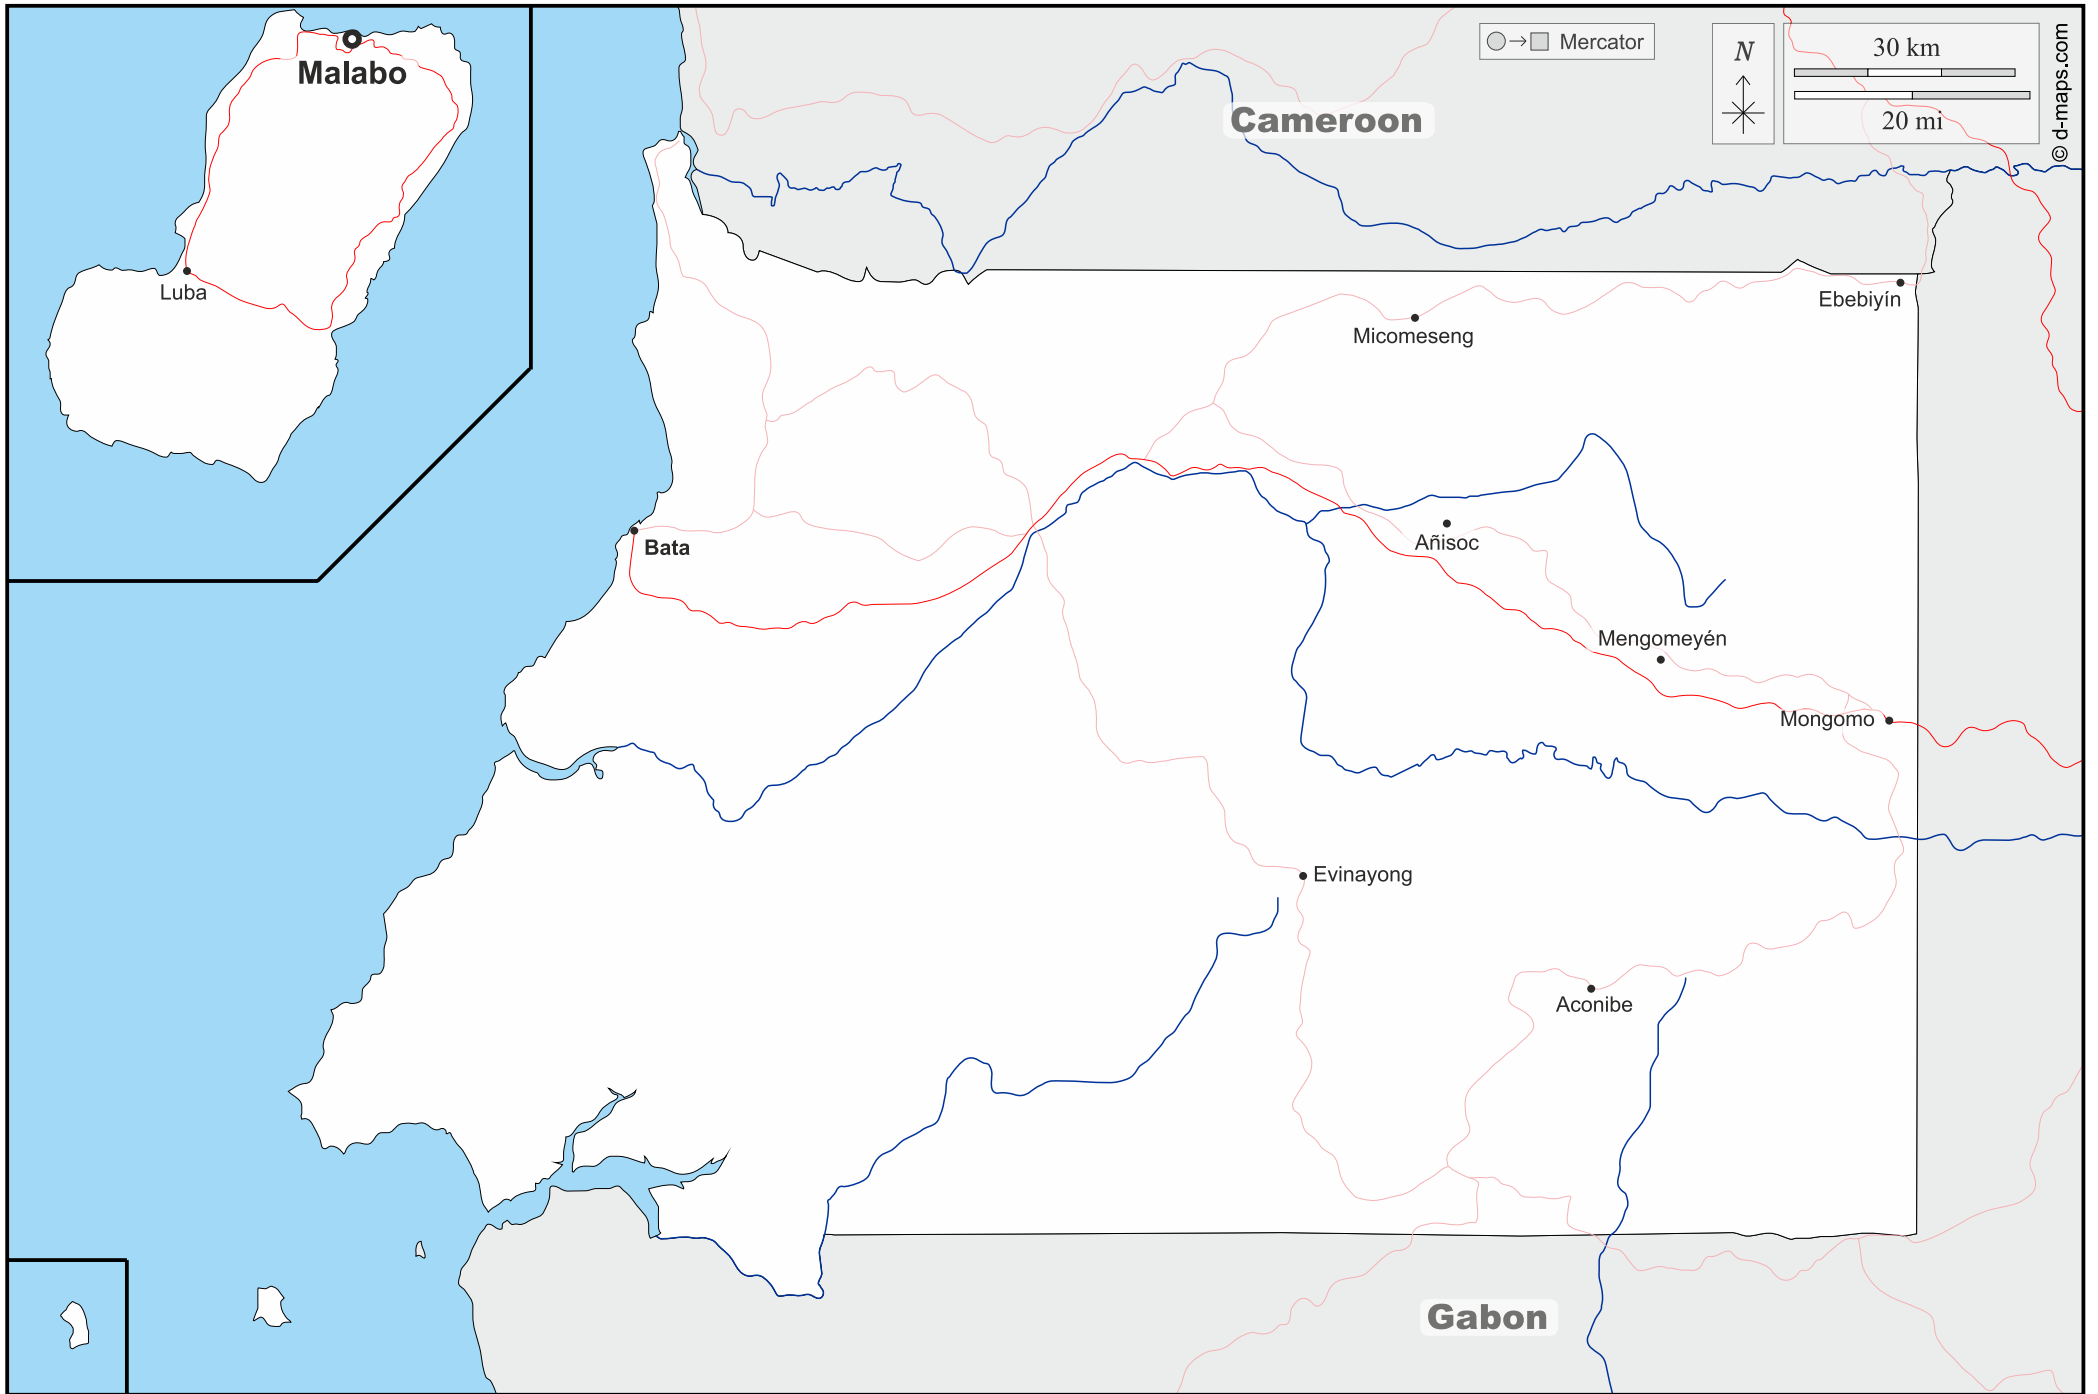 Malabo
Luba
Mercator
N
30 km
20 mi
© d-maps.com
Cameroon
Ebebiyín
Micomeseng
Bata
Añisoc
Mengomeyén
Mongomo
Evinayong
Aconibe
Gabon